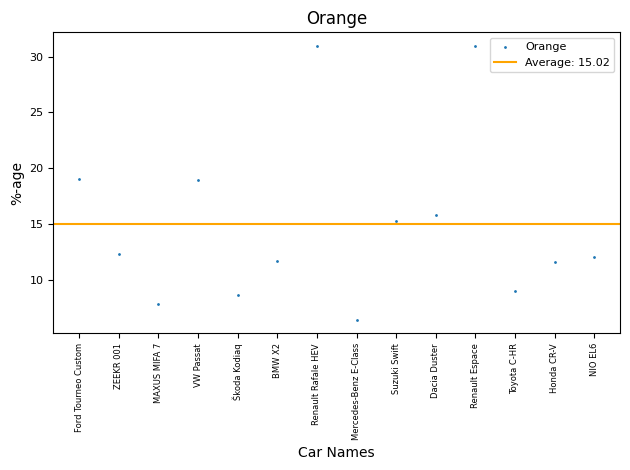 Orange
%-age
30
25
20
15
10
Orange
Average: 15.02
Ford Tourneo Custom
ZEEKR 001
MAXUS MIFA 7
VW Passat
Škoda Kodiaq
BMW X2
Renault Rafale HEV
Mercedes-Benz E-Class
Suzuki Swift
Dacia Duster
Renault Espace
Toyota C-HR
Honda CR-V
NIO EL6
Car Names